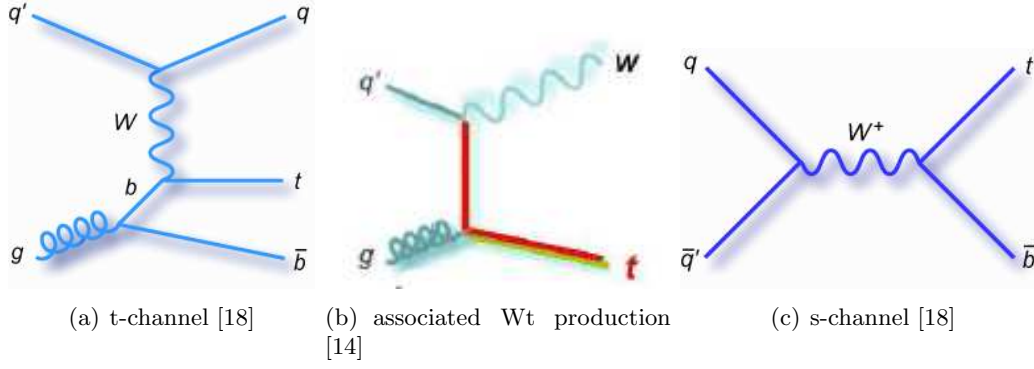 q'
q
W
b
t
g
b̄
(a) t-channel [18]
q'
W
g
t
(b) associated Wt production
[14]
q
t
W+
q̄'
b̄
(c) s-channel [18]